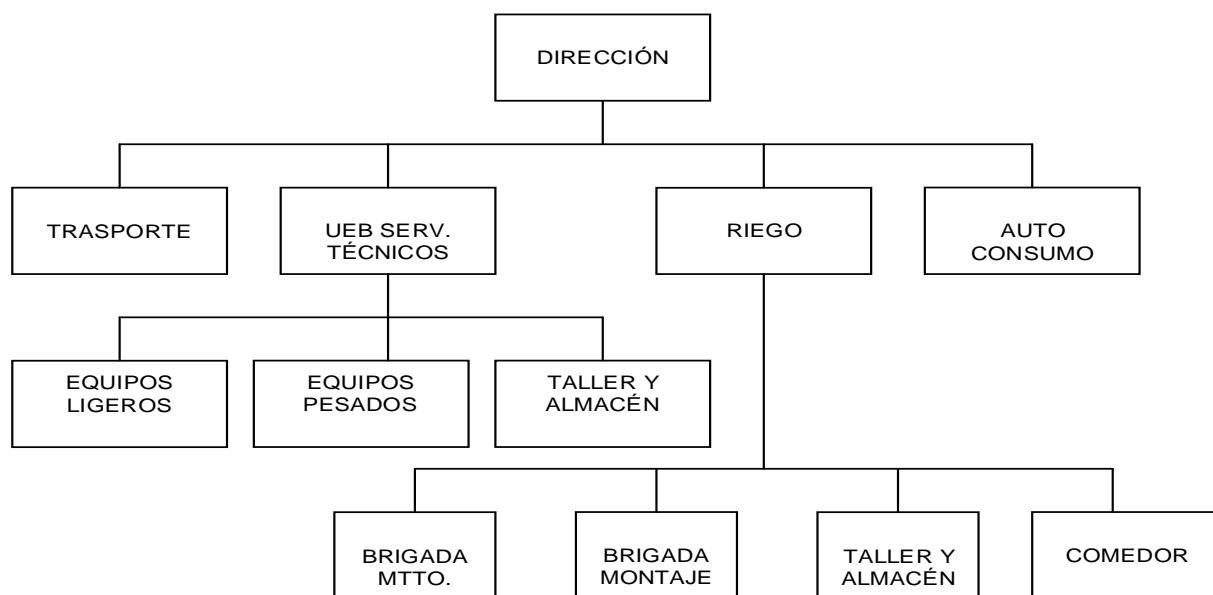 DIRECCIÓN
TRASPORTE
UEB SERV.
TÉCNICOS
RIEGO
AUTO
CONSUMO
EQUIPOS
LIGEROS
EQUIPOS
PESADOS
TALLER Y
ALMACÉN
BRIGADA
MTTO.
BRIGADA
MONTAJE
TALLER Y
ALMACÉN
COMEDOR